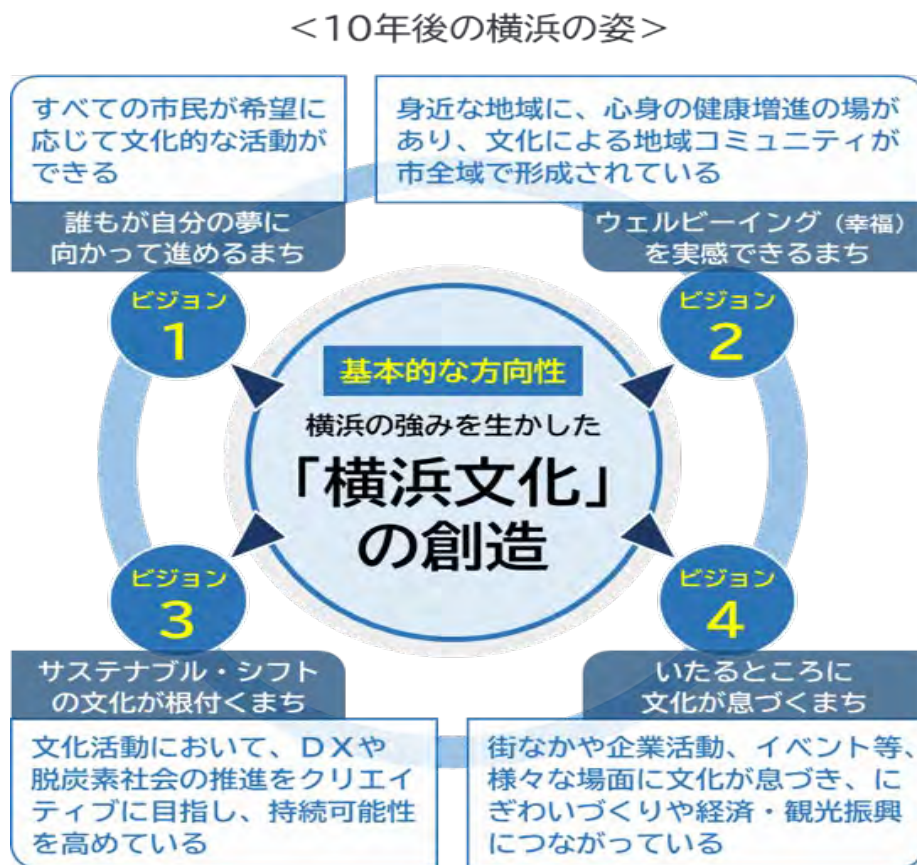 ＜10年後の横浜の姿＞
すべての市民が希望に
応じて文化的な活動が
できる
誰もが自分の夢に
向かって進めるまち
ビジョン
1
身近な地域に、心身の健康増進の場が
あり、文化による地域コミュニティが
市全域で形成されている
ウェルビーイング（幸福）
を実感できるまち
ビジョン
2
基本的な方向性
横浜の強みを生かした
「横浜文化」
の創造
ビジョン
3
サステナブル・シフト
の文化が根付くまち
文化活動において、ＤＸや
脱炭素社会の推進をクリエイ
ティブに目指し、持続可能性
を高めている
ビジョン
4
いたるところに
文化が息づくまち
街なかや企業活動、イベント等、
様々な場面に文化が息づき、に
ぎわいづくりや経済・観光振興
につながっている